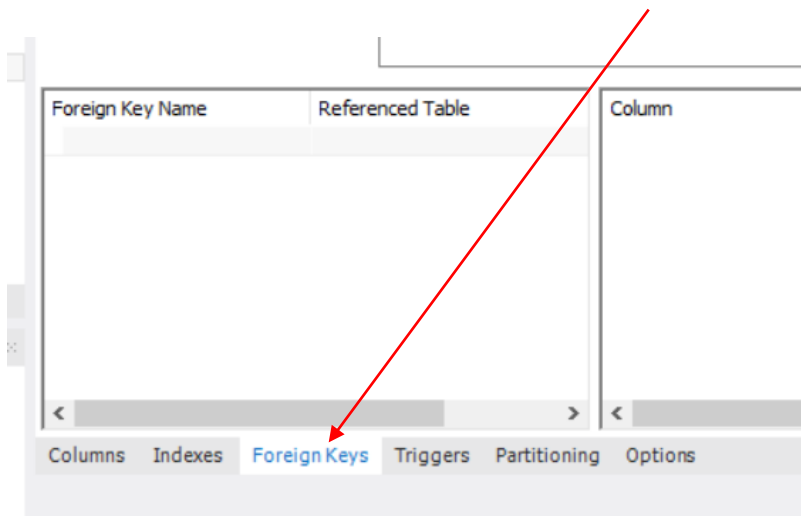 Foreign Key Name Referenced Table Column
Columns Indexes Foreign Keys Triggers Partitioning Options